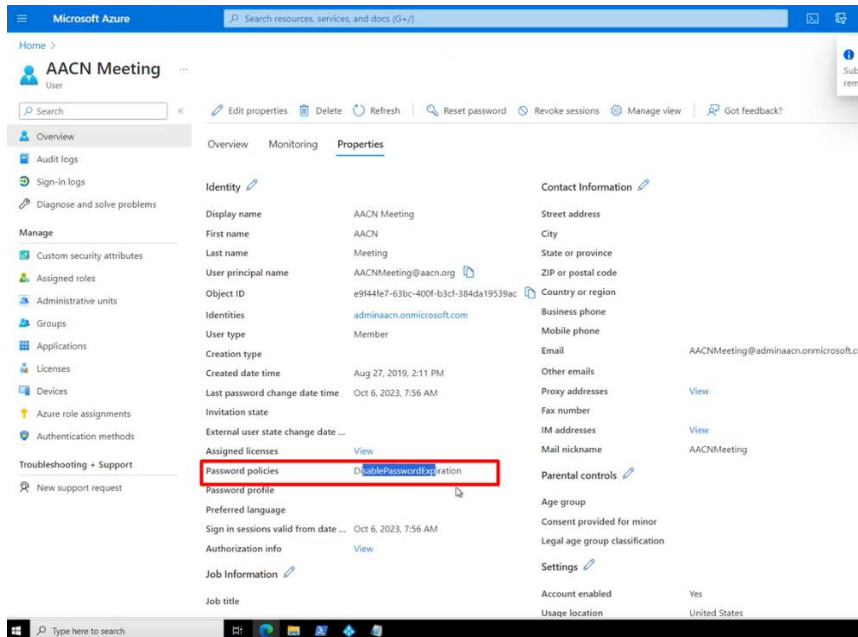 Microsoft Azure
Search resources, services, and docs (G+/)
Home >
AACN Meeting ...
User
Sub
rem
Search
«
Edit properties Delete Refresh Reset password Revoke sessions Manage view Got feedback?
Overview
Audit logs
Sign-in logs
Diagnose and solve problems
Manage
Custom security attributes
Assigned roles
Administrative units
Groups
Applications
Licenses
Devices
Azure role assignments
Authentication methods
Troubleshooting + Support
New support request
Overview Monitoring Properties
Identity
Display name AACN Meeting
First name AACN
Last name Meeting
User principal name AACNMeeting@aacn.org
Object ID e9f44fe7-63bc-400f-b3cf-384da19539ac
Identities adminaacn.onmicrosoft.com
User type Member
Creation type
Created date time Aug 27, 2019, 2:11 PM
Last password change date time Oct 6, 2023, 7:56 AM
Invitation state
External user state change date ...
Assigned licenses View
Password policies DisablePasswordExpiration
Password profile
Preferred language
Sign in sessions valid from date ... Oct 6, 2023, 7:56 AM
Authorization info View
Job Information
Job title
Contact Information
Street address
City
State or province
ZIP or postal code
Country or region
Business phone
Mobile phone
Email AACNMeeting@adminaacn.onmicrosoft.c
Other emails
Proxy addresses View
Fax number
IM addresses View
Mail nickname AACNMeeting
Parental controls
Age group
Consent provided for minor
Legal age group classification
Settings
Account enabled Yes
Usage location United States
Type here to search